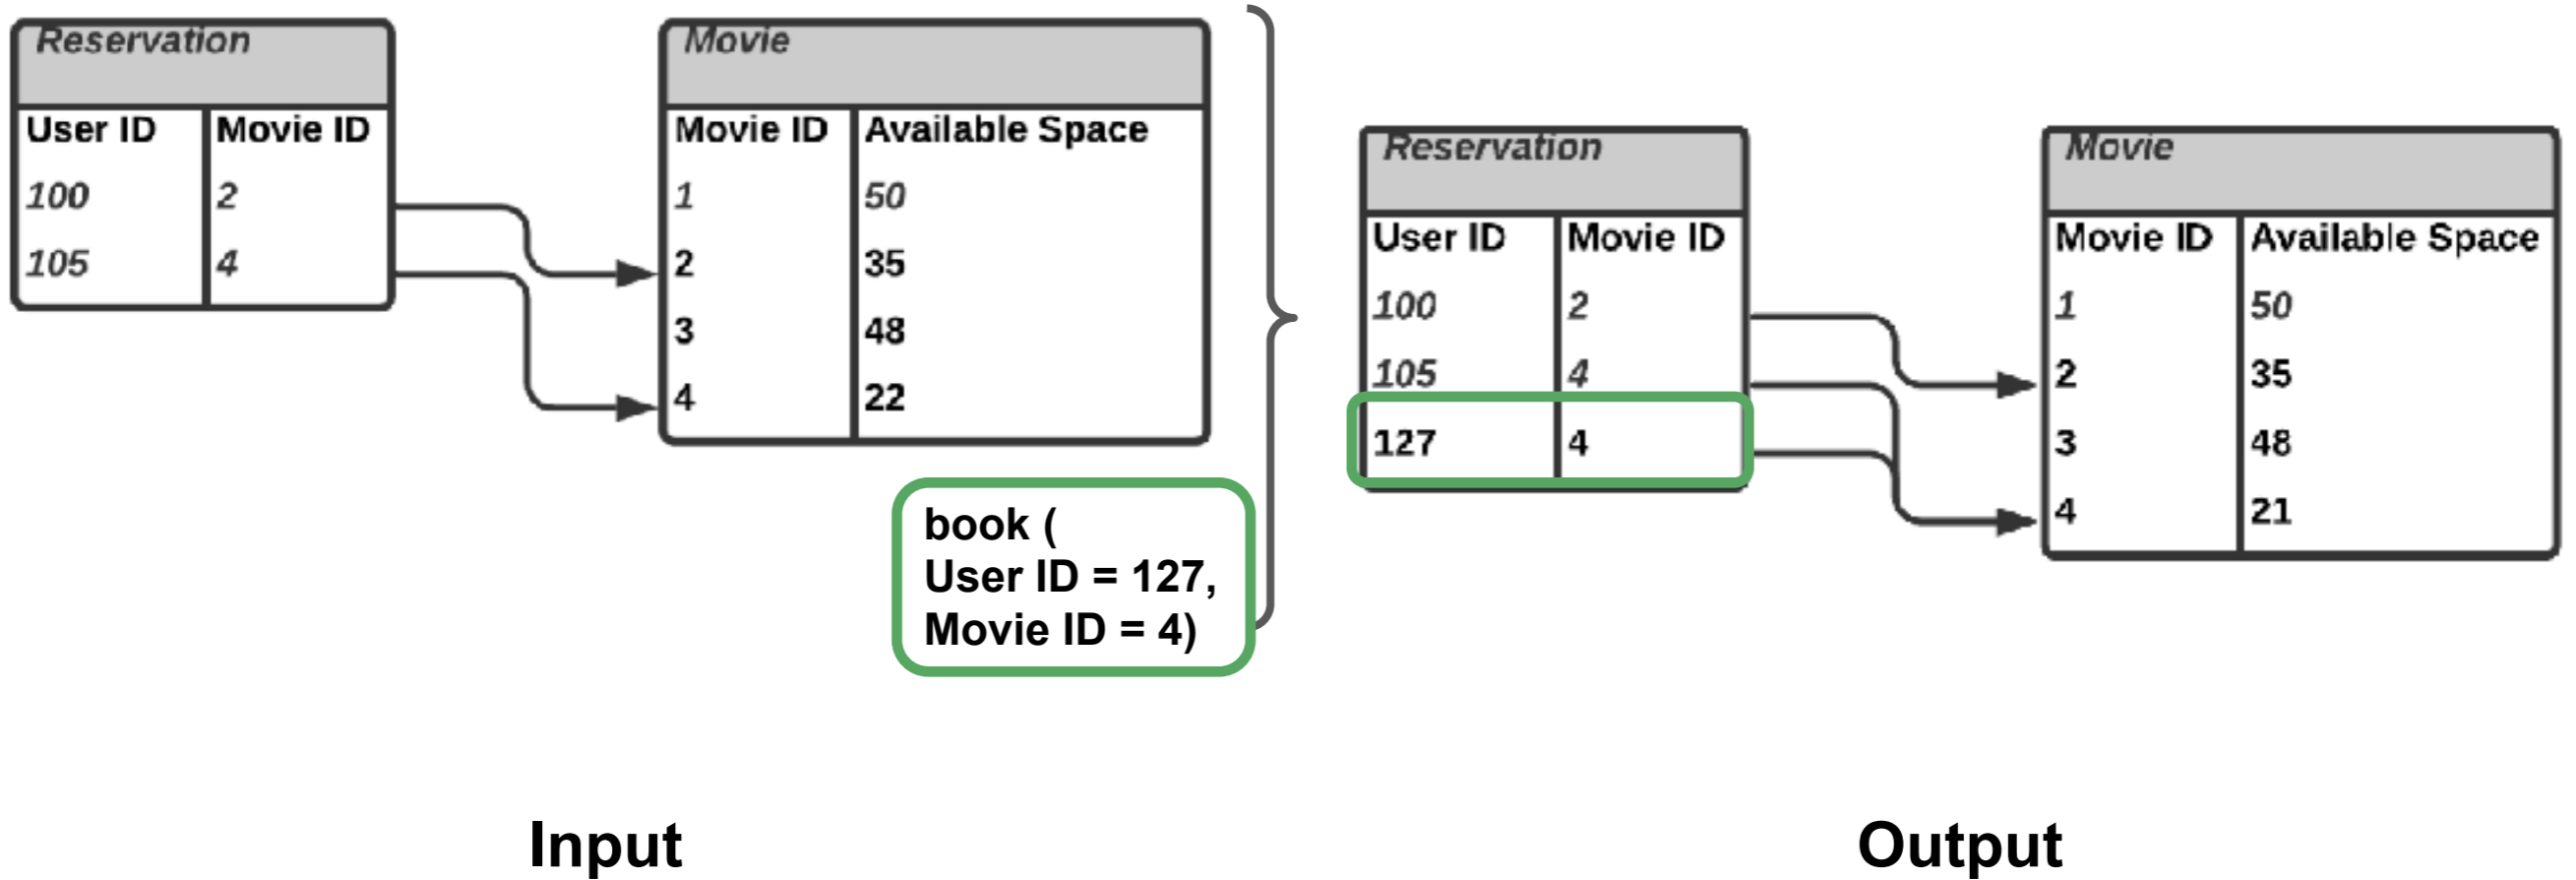 Reservation
User ID Movie ID
100 2
105 4
Movie
Movie ID Available Space
1 50
2 35
3 48
4 22
book (
User ID = 127,
Movie ID = 4)
Input
Reservation
User ID Movie ID
100 2
105 4
127 4
Movie
Movie ID Available Space
1 50
2 35
3 48
4 21
Output